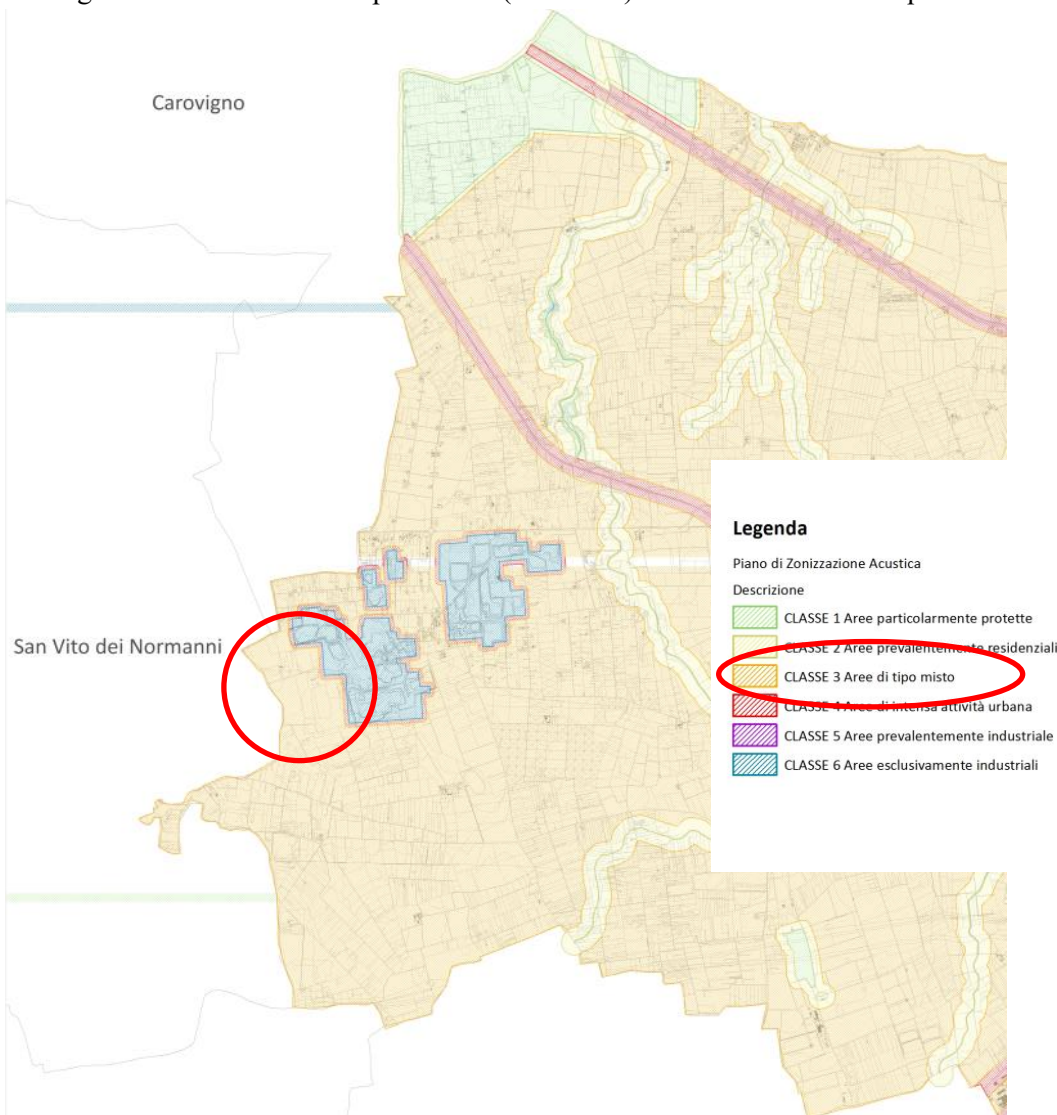 Carovigno
San Vito dei Normanni
Legenda
Piano di Zonizzazione Acustica
Descrizione
CLASSE 1 Aree particolarmente protette
CLASSE 2 Aree prevalentemente residenziali
CLASSE 3 Aree di tipo misto
CLASSE 4 Aree di intensa attività urbana
CLASSE 5 Aree prevalentemente industriale
CLASSE 6 Aree esclusivamente industriali